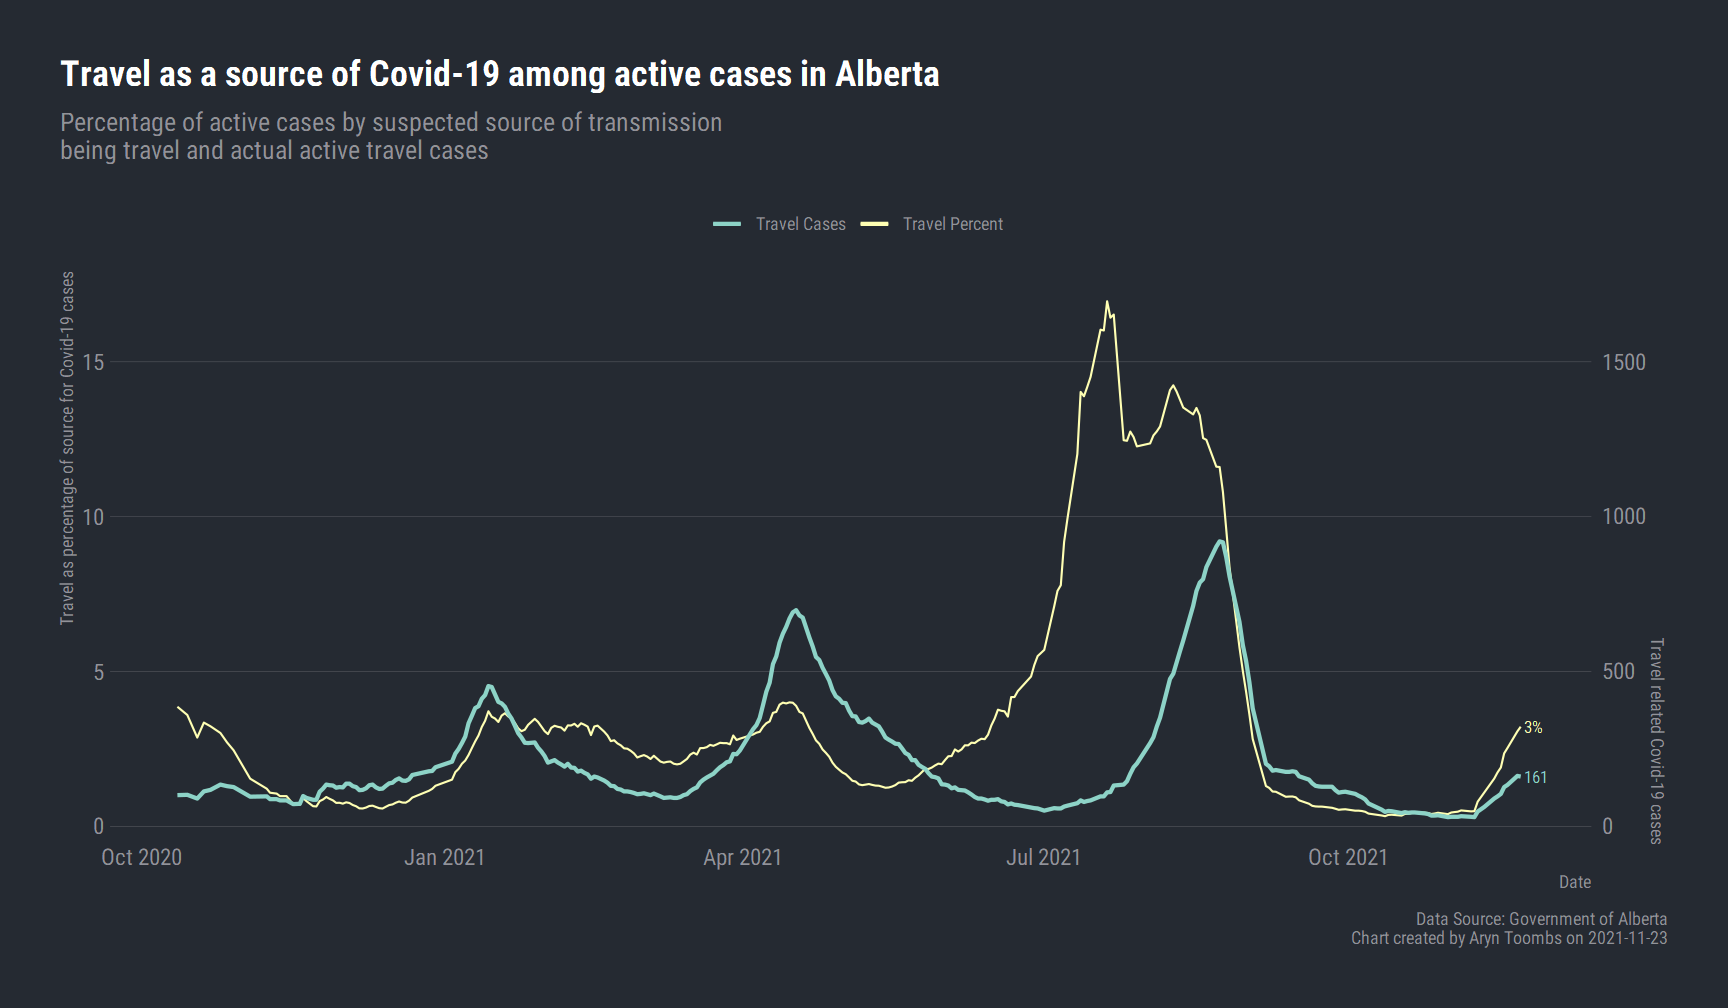 Travel as a source of Covid-19 among active cases in Alberta
Percentage of active cases by suspected source of transmission
being travel and actual active travel cases
Travel Cases
Travel Percent
Travel as percentage of source for Covid-19 cases
15
10
5
0
1500
1000
500
0
Travel related Covid-19 cases
3%
161
Oct 2020
Jan 2021
Apr 2021
Jul 2021
Oct 2021
Date
Data Source: Government of Alberta
Chart created by Aryn Toombs on 2021-11-23